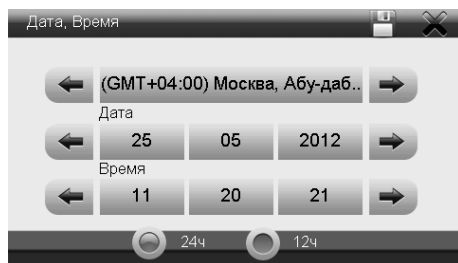 Дата, Время
(GMT+04:00) Москва, Абу-даб..
Дата
25 05 2012
Время
11 20 21
24ч 12ч